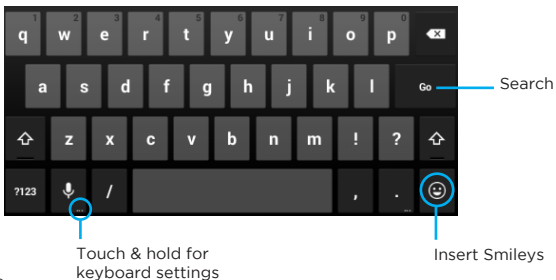 1 2 3 4 5 6 7 8 9 0
q w e r t y u i o p
a s d f g h j k l Go
Search
z x c v b n m ! ?
?123 / , .
... ...
Touch & hold for
keyboard settings
Insert Smileys